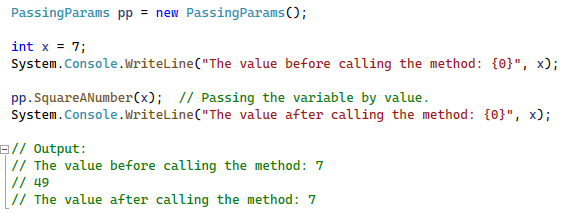 PassingParams pp = new PassingParams();
int x = 7;
System.Console.WriteLine("The value before calling the method: {0}", x);
pp.SquareANumber(x);  // Passing the variable by value.
System.Console.WriteLine("The value after calling the method: {0}", x);
// Output:
// The value before calling the method: 7
// 49
// The value after calling the method: 7